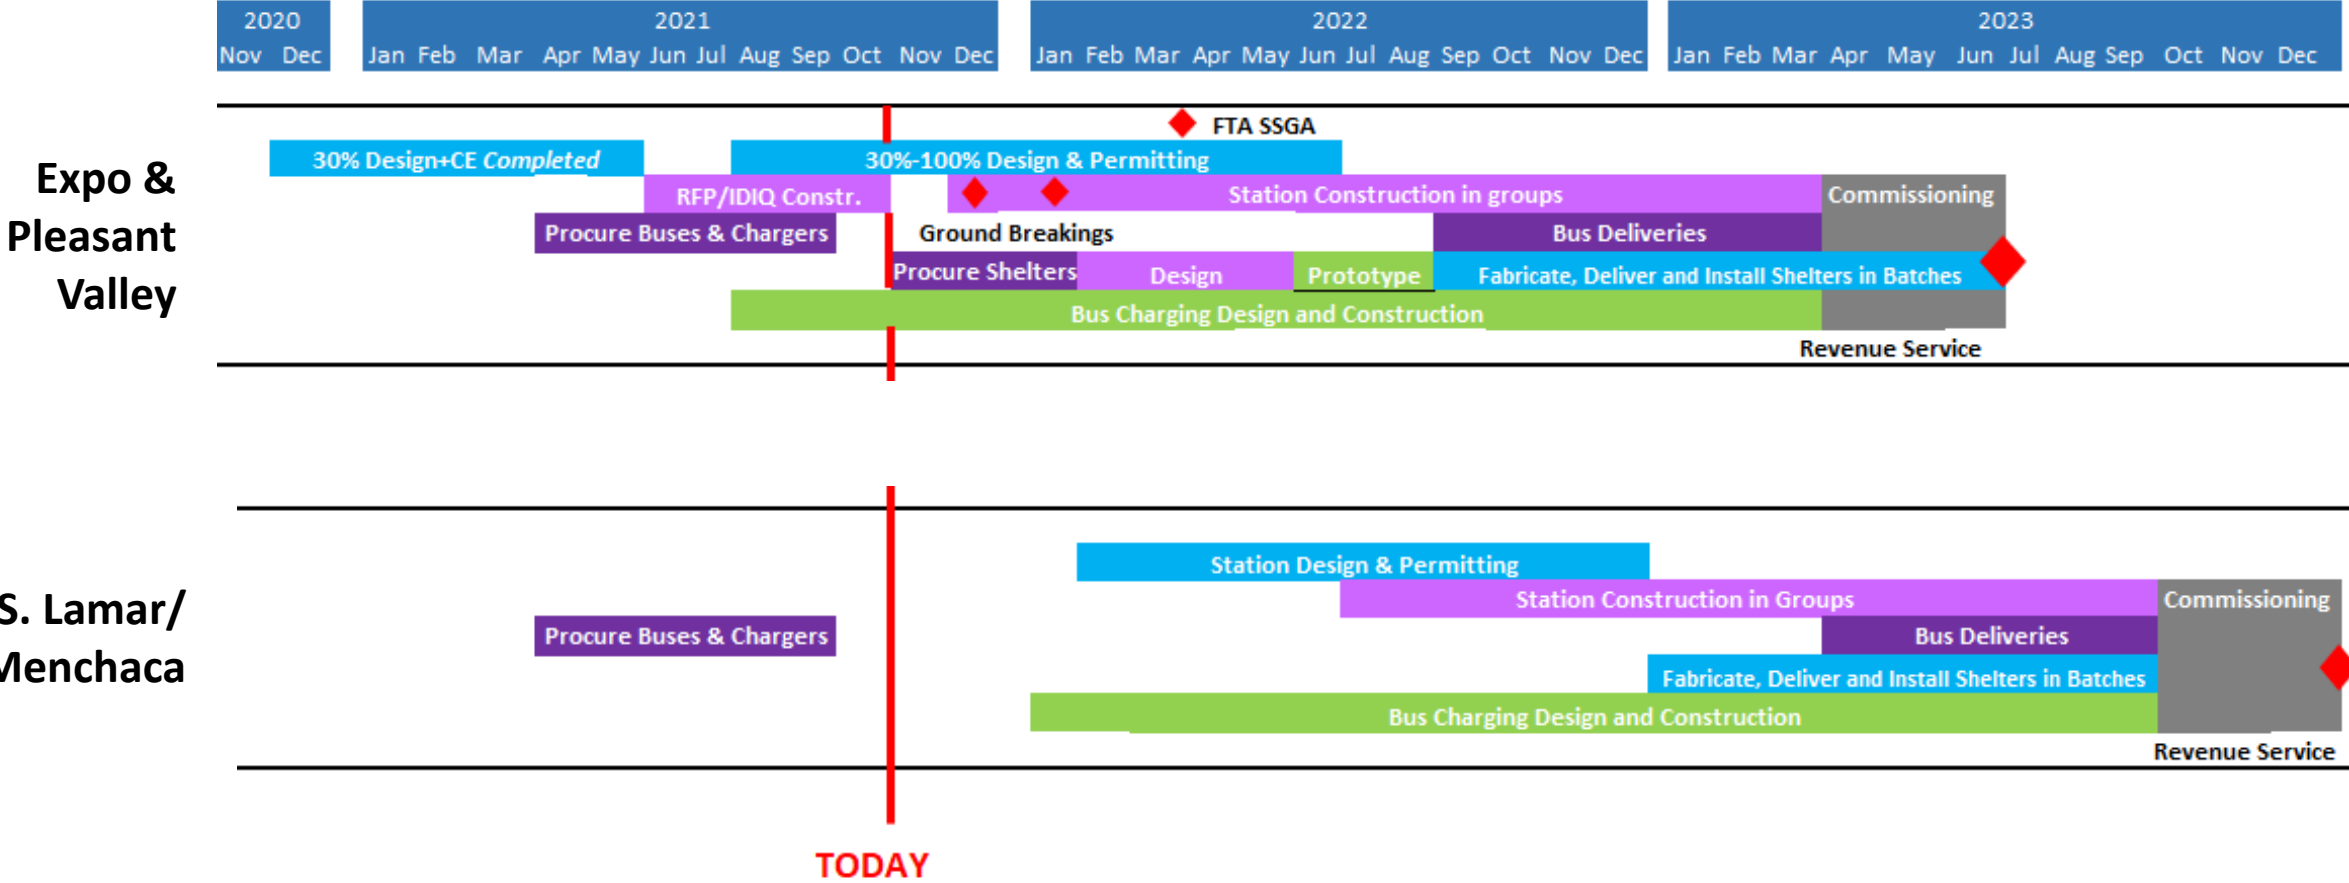 2020
2021
2022
2023
Nov Dec
Jan Feb Mar Apr May Jun Jul Aug Sep Oct Nov Dec
Jan Feb Mar Apr May Jun Jul Aug Sep Oct Nov Dec
Jan Feb Mar Apr May Jun Jul Aug Sep Oct Nov Dec
Expo &
Pleasant
Valley
FTA SSGA
30% Design+CE Completed
30%-100% Design & Permitting
RFP/IDIQ Constr.
Station Construction in groups
Commissioning
Procure Buses & Chargers
Ground Breakings
Bus Deliveries
Procure Shelters
Design
Prototype
Fabricate, Deliver and Install Shelters in Batches
Bus Charging Design and Construction
Revenue Service
S. Lamar/
Menchaca
Station Design & Permitting
Station Construction in Groups
Commissioning
Procure Buses & Chargers
Bus Deliveries
Fabricate, Deliver and Install Shelters in Batches
Bus Charging Design and Construction
Revenue Service
TODAY